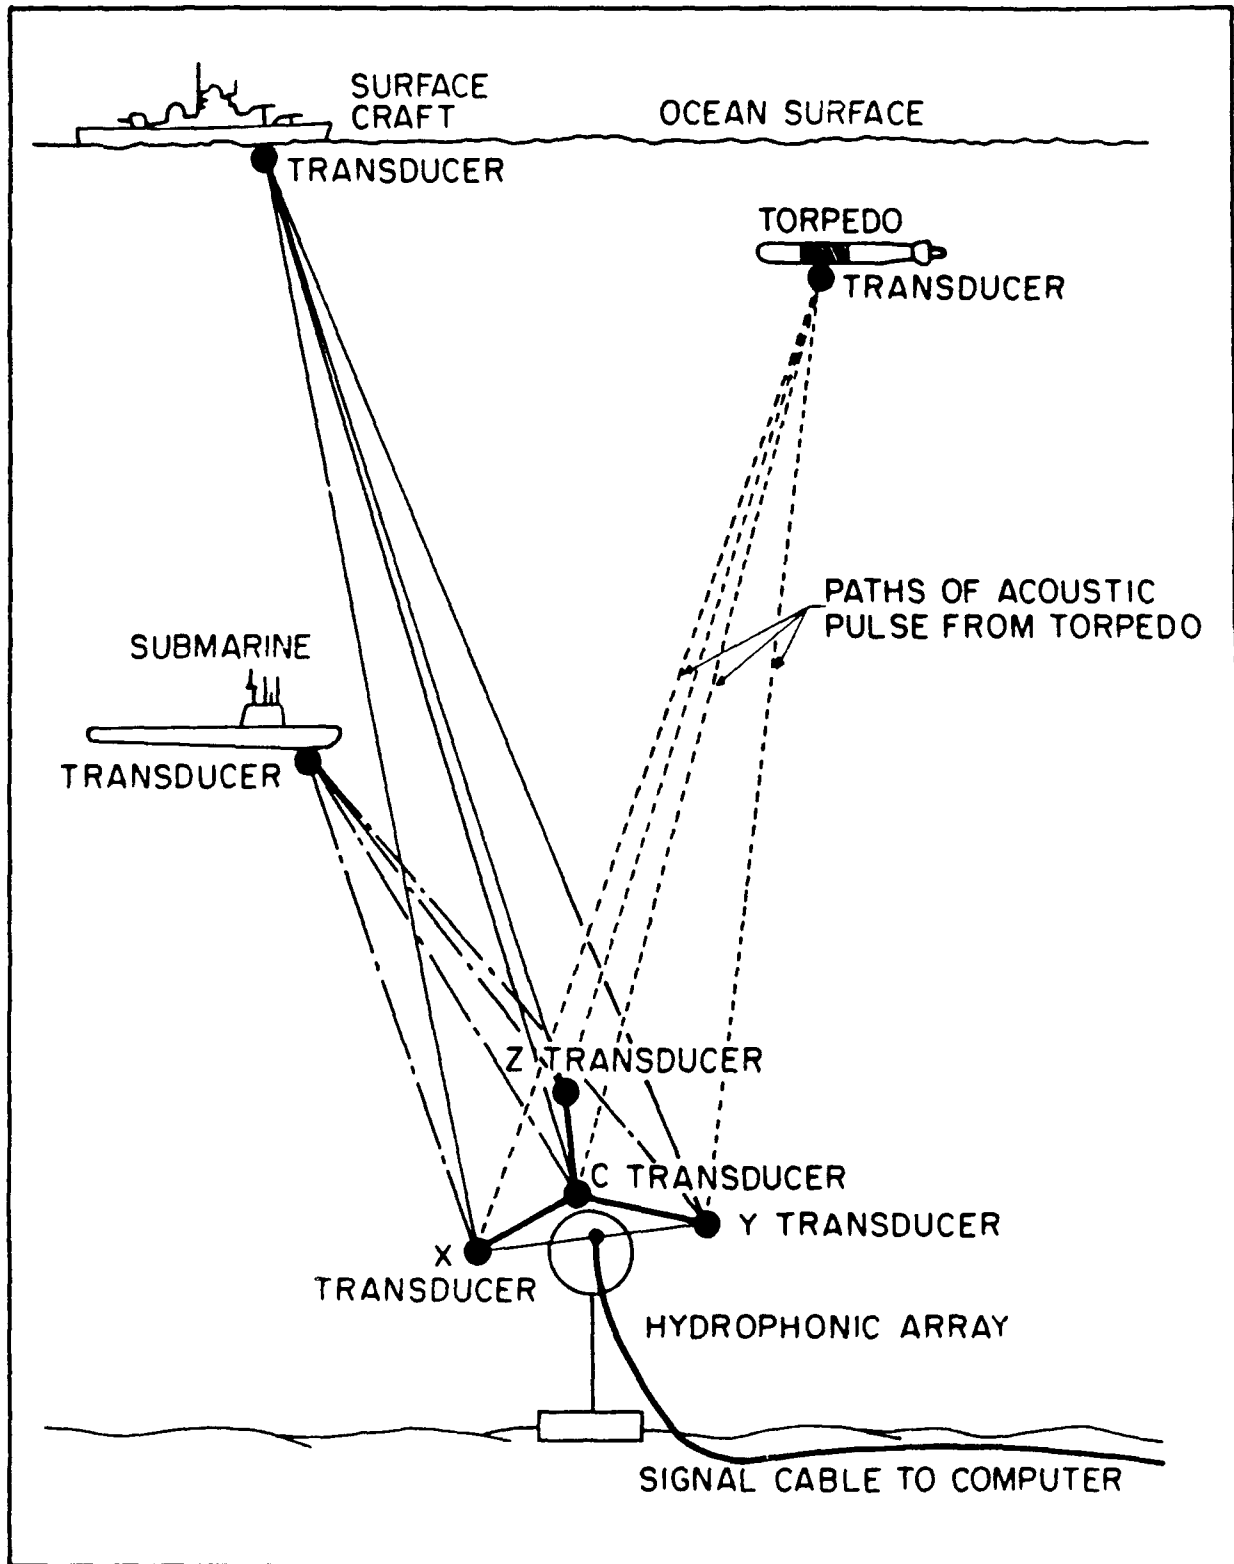 SURFACE
CRAFT
OCEAN SURFACE
TRANSDUCER
TORPEDO
TRANSDUCER
PATHS OF ACOUSTIC
PULSE FROM TORPEDO
SUBMARINE
TRANSDUCER
Z TRANSDUCER
C TRANSDUCER
Y TRANSDUCER
X
TRANSDUCER
HYDROPHONIC ARRAY
SIGNAL CABLE TO COMPUTER